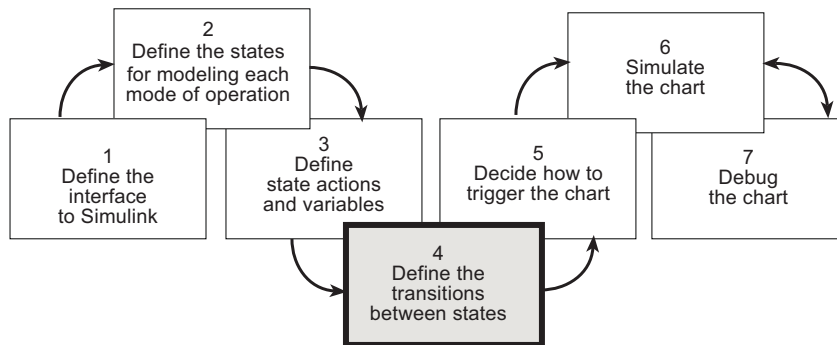 1
Define the
interface
to Simulink
2
Define the states
for modeling each
mode of operation
3
Define
state actions
and variables
4
Define the
transitions
between states
5
Decide how to
trigger the chart
6
Simulate
the chart
7
Debug
the chart